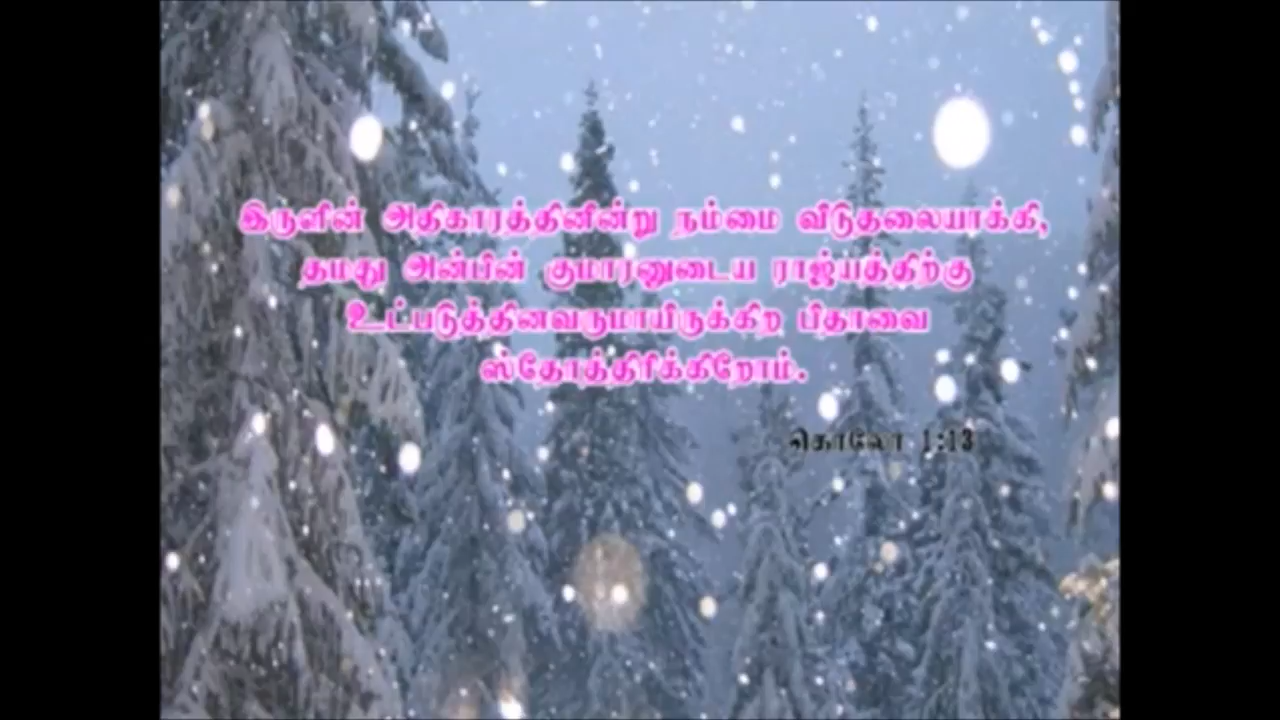 இருளின் அதிகாரத்தினின்று நம்மை விடுதலையாக்கி,
தமது அன்பின் குமாரனுடைய ராஜ்யத்திற்கு
உட்படுத்தினவருமாயிருக்கிற பிதாவை
ஸ்தோத்திரிக்கிறோம்.
கொலோ 1:13